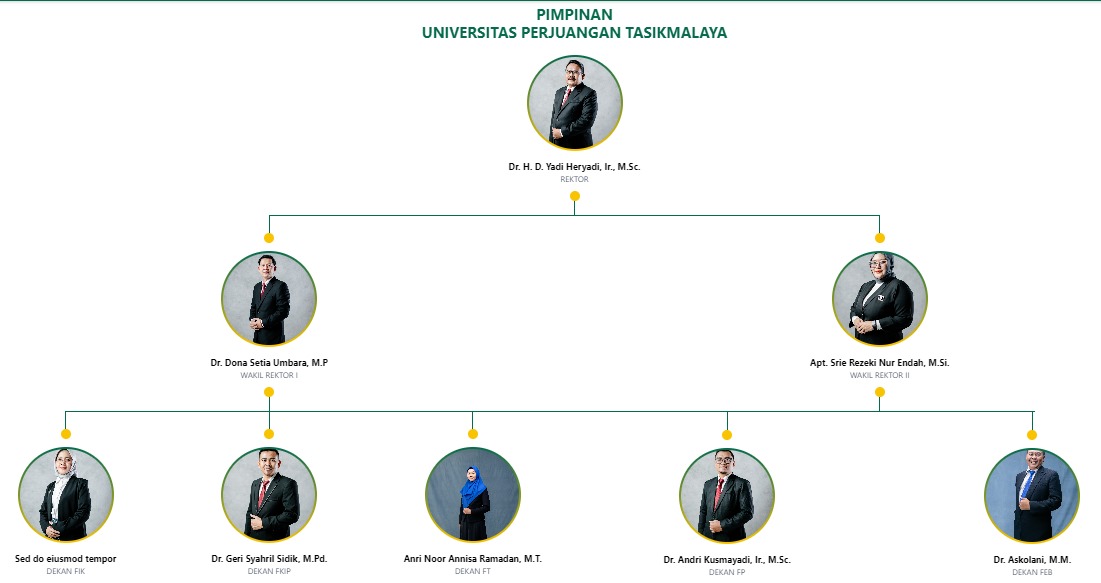 PIMPINAN
UNIVERSITAS PERJUANGAN TASIKMALAYA
Dr. H. D. Yadi Heryadi, Ir., M.Sc.
REKTOR
Dr. Dona Setia Umbara, M.P
WAKIL REKTOR I
Apt. Srie Rezeki Nur Endah, M.Si.
WAKIL REKTOR II
Sed do eiusmod tempor
DEKAN FIK
Dr. Geri Syahril Sidik, M.Pd.
DEKAN FKIP
Anri Noor Annisa Ramadan, M.T.
DEKAN FT
Dr. Andri Kusmayadi, Ir., M.Sc.
DEKAN FP
Dr. Askolani, M.M.
DEKAN FEB